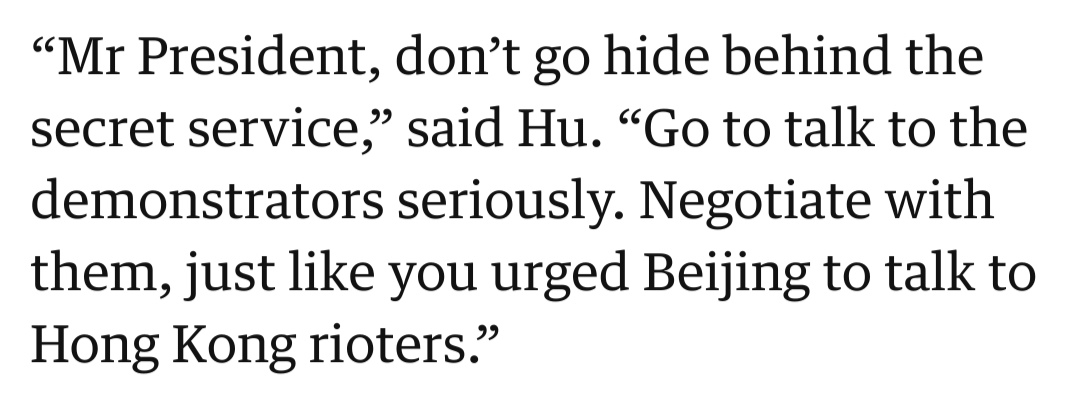 “Mr President, don’t go hide behind the
secret service,” said Hu. “Go to talk to the
demonstrators seriously. Negotiate with
them, just like you urged Beijing to talk to
Hong Kong rioters.”